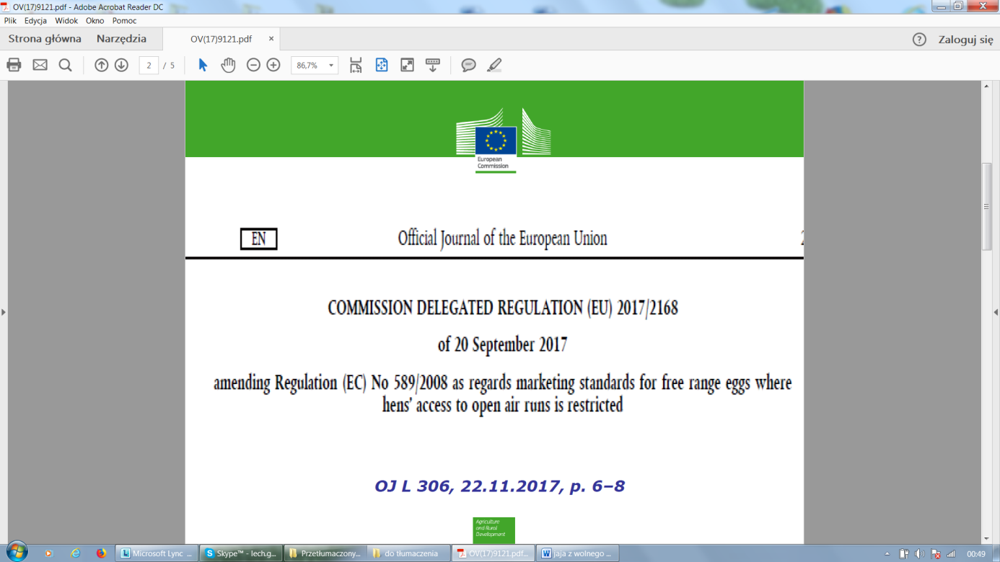 OV(17)9121.pdf - Adobe Acrobat Reader DC
Plik Edycja Widok Okno Pomoc
Strona główna Narzędzia OV(17)9121.pdf × ? Zaloguj się
2 / 5 86,7%
European
Commission
EN Official Journal of the European Union
COMMISSION DELEGATED REGULATION (EU) 2017/2168
of 20 September 2017
amending Regulation (EC) No 589/2008 as regards marketing standards for free range eggs where
hens’ access to open air runs is restricted
OJ L 306, 22.11.2017, p. 6–8
Agriculture
and Rural
Development
Microsoft Lync ... Skype™ - lech.g... Przetłumaczony... do tłumaczenia OV(17)9121.pdf... jaja z wolnego ... 00:49